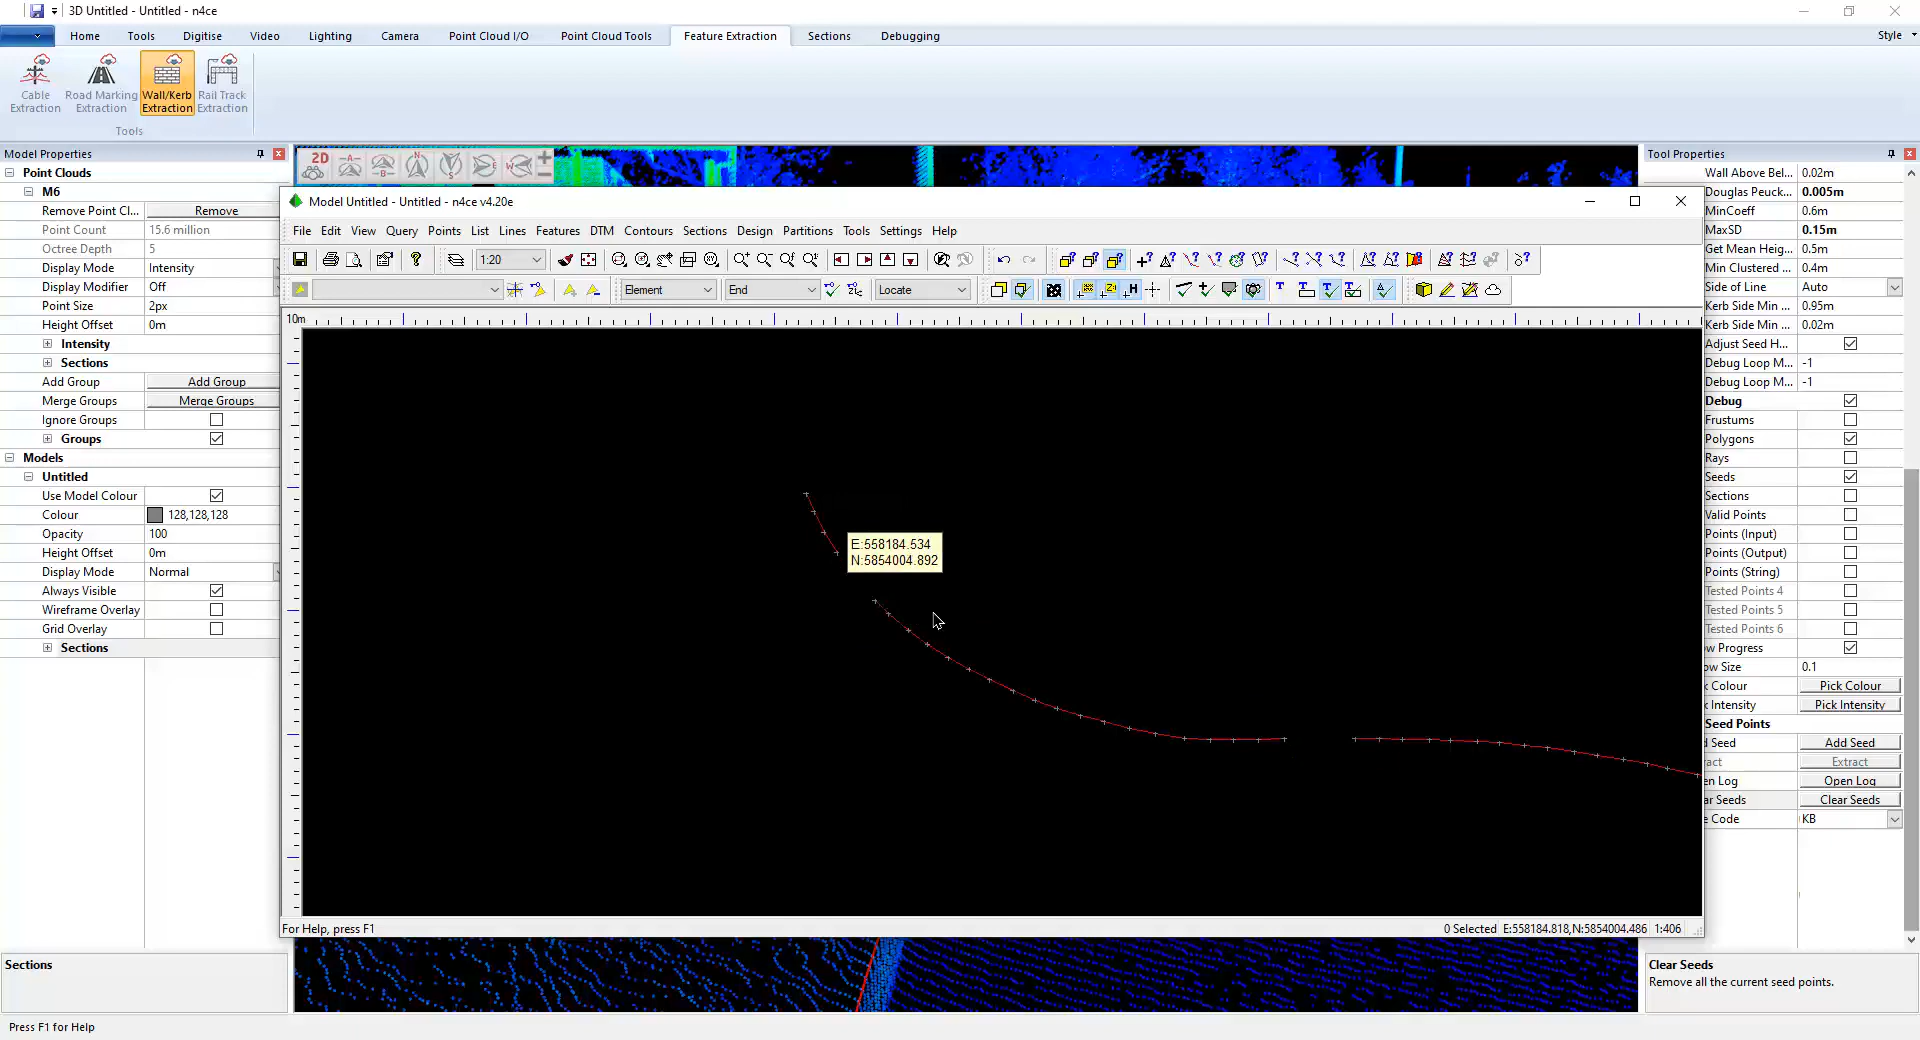 3D Untitled - Untitled - n4ce
Home Tools Digitise Video Lighting Camera Point Cloud I/O Point Cloud Tools Feature Extraction Sections Debugging Style
Cable Extraction
Road Marking Extraction
Wall/Kerb Extraction
Rail Track Extraction
Tools
Model Properties
Point Clouds
M6
Remove Point Cl... Remove
Point Count 15.6 million
Octree Depth 5
Display Mode Intensity
Display Modifier Off
Point Size 2px
Height Offset 0m
Intensity
Sections
Add Group Add Group
Merge Groups Merge Groups
Ignore Groups
Groups
Models
Untitled
Use Model Colour
Colour 128,128,128
Opacity 100
Height Offset 0m
Display Mode Normal
Always Visible
Wireframe Overlay
Grid Overlay
Sections
Sections
Press F1 for Help
2D
Model Untitled - Untitled - n4ce v4.20e
File Edit View Query Points List Lines Features DTM Contours Sections Design Partitions Tools Settings Help
1:20
Element End Locate
10m
E:558184.534
N:5854004.892
For Help, press F1
0 Selected E:558184.818,N:5854004.486 1:406
Tool Properties
Wall Above Bel... 0.02m
Douglas Peuck... 0.005m
MinCoeff 0.6m
MaxSD 0.15m
Get Mean Heig... 0.5m
Min Clustered ... 0.4m
Side of Line Auto
Kerb Side Min ... 0.95m
Kerb Side Min ... 0.02m
Adjust Seed H...
Debug Loop M... -1
Debug Loop M... -1
Debug
Frustums
Polygons
Rays
Seeds
Sections
Valid Points
Points (Input)
Points (Output)
Points (String)
Tested Points 4
Tested Points 5
Tested Points 6
ow Progress
ow Size 0.1
k Colour Pick Colour
k Intensity Pick Intensity
Seed Points
d Seed Add Seed
ract Extract
en Log Open Log
ar Seeds Clear Seeds
e Code KB
Clear Seeds
Remove all the current seed points.